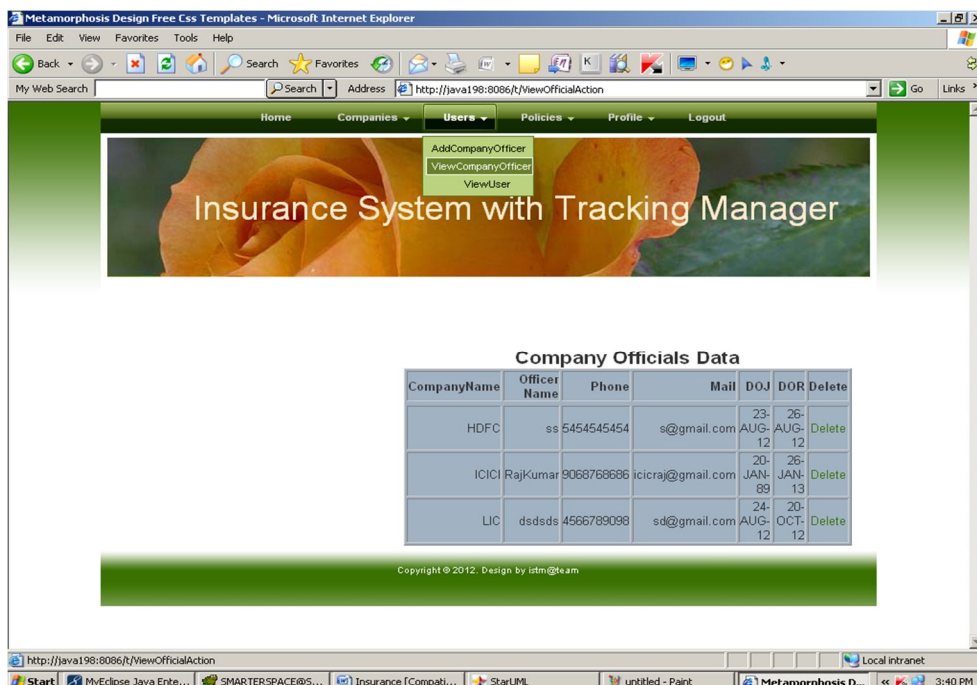 Metamorphosis Design Free Css Templates - Microsoft Internet Explorer
File Edit View Favorites Tools Help
Back Search Favorites
My Web Search Search Address http://java198:8086/t/ViewOfficialAction Go Links
Home Companies Users Policies Profile Logout
AddCompanyOfficer
ViewCompanyOfficer
ViewUser
Insurance System with Tracking Manager
Company Officials Data
CompanyName Officer Name Phone Mail DOJ DOR Delete
HDFC ss 5454545454 s@gmail.com 23-AUG-12 26-AUG-12 Delete
ICICI RajKumar 9068768686 icicraj@gmail.com 20-JAN-89 26-JAN-13 Delete
LIC dsdsds 4566789098 sd@gmail.com 24-AUG-12 20-OCT-12 Delete
Copyright © 2012. Design by istm@team
http://java198:8086/t/ViewOfficialAction Local intranet
Start MyEclipse Java Ente... SMARTERSPACE@S... Insurance [Compati... StarUML untitled - Paint Metamorphosis D... 3:40 PM